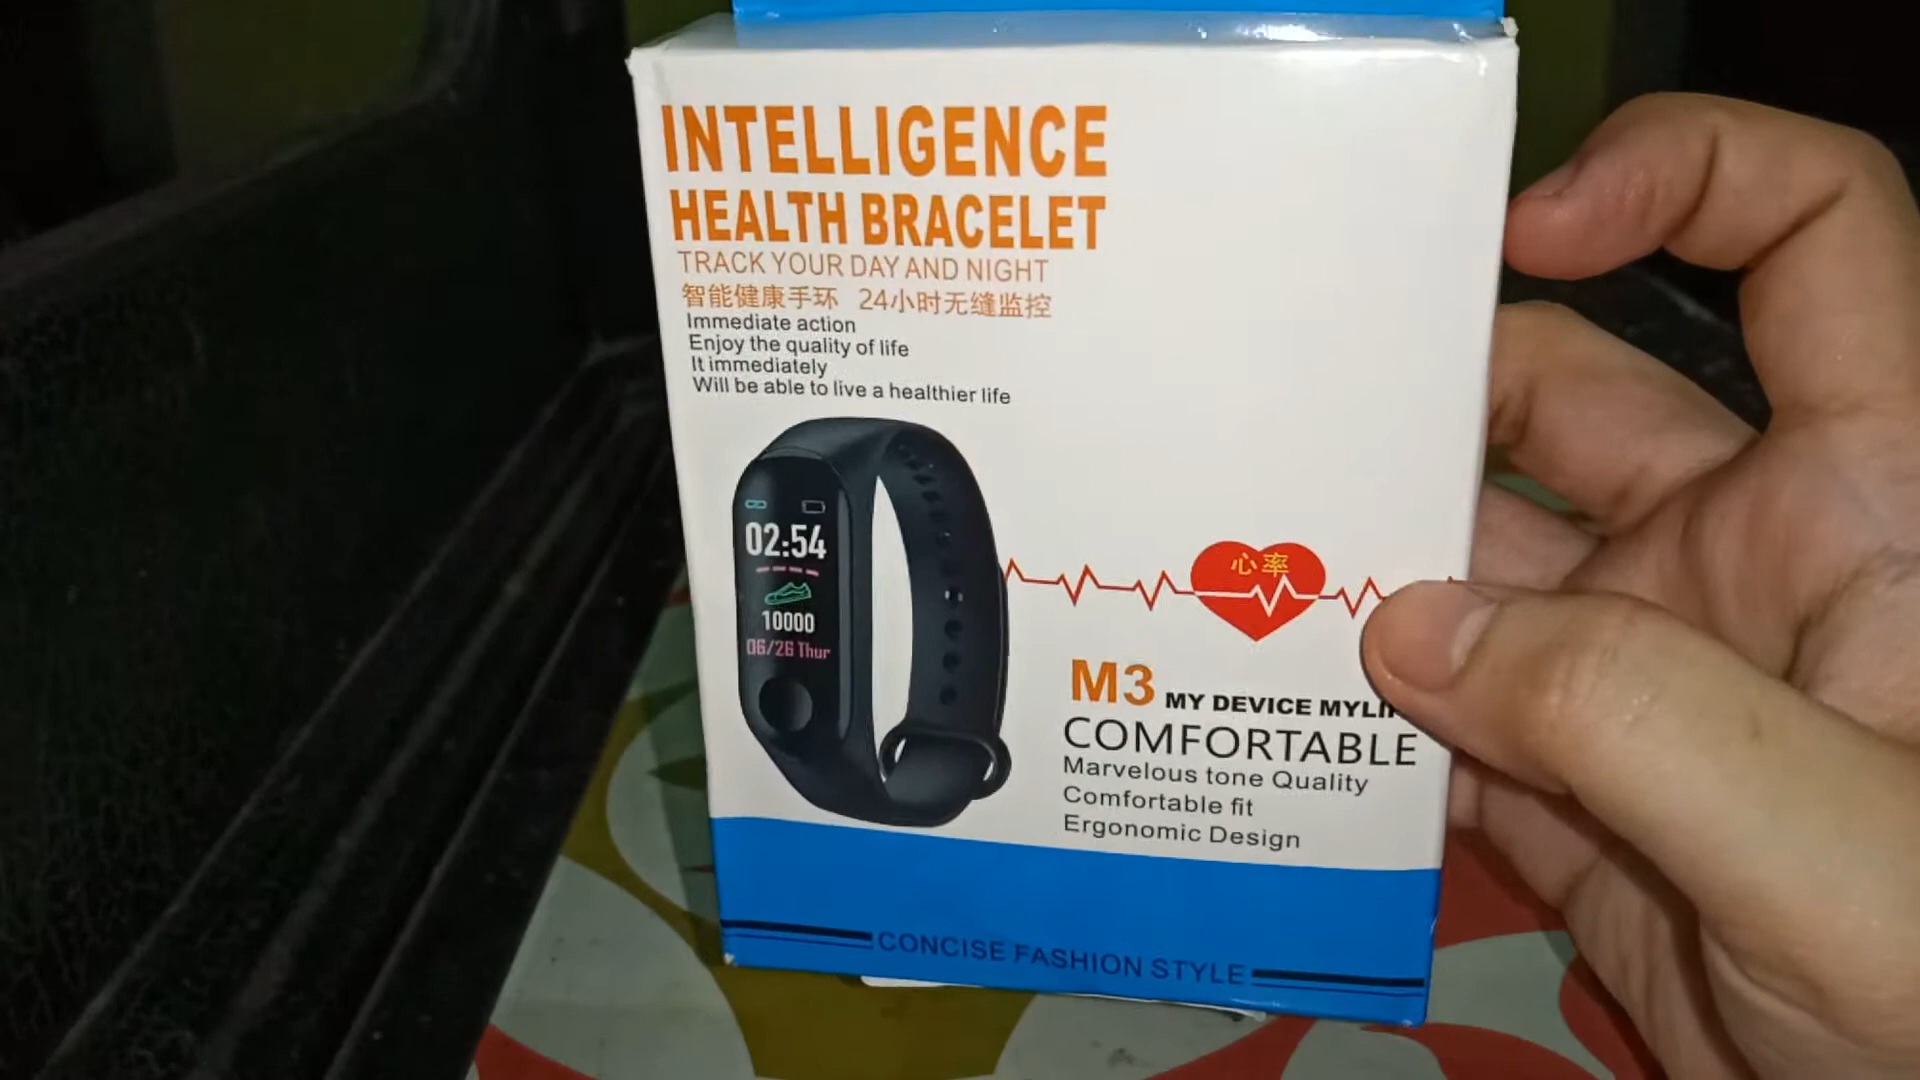 INTELLIGENCE
HEALTH BRACELET
TRACK YOUR DAY AND NIGHT
智能健康手环 24小时无缝监控
Immediate action
Enjoy the quality of life
It immediately
Will be able to live a healthier life
02:54
10000
06/26 Thur
心率
M3 MY DEVICE
COMFORTABLE
Marvelous tone Quality
Comfortable fit
Ergonomic Design
CONCISE FASHION STYLE